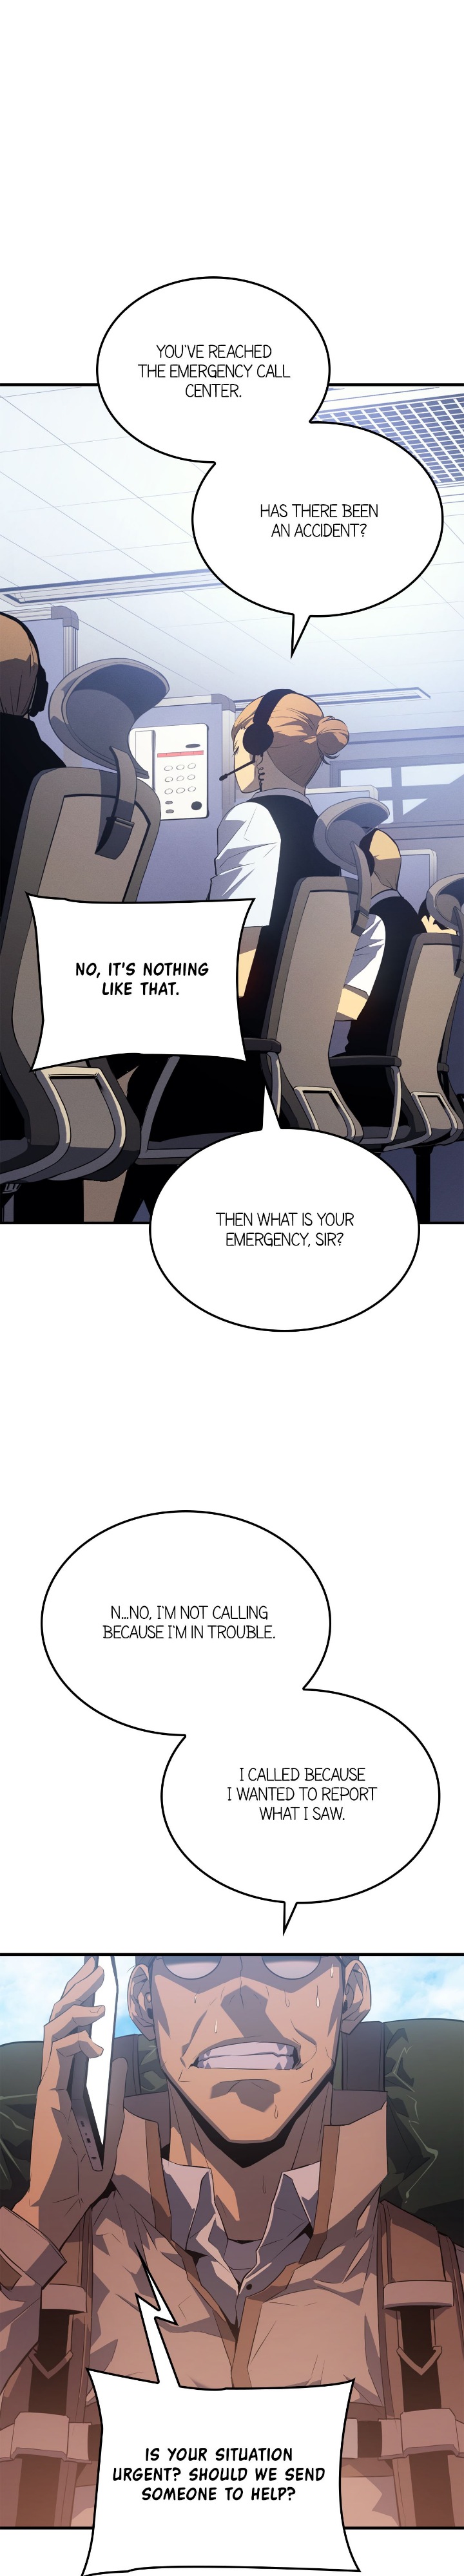 YOU'VE REACHED
THE EMERGENCY CALL
CENTER.
HAS THERE BEEN
AN ACCIDENT?
NO, IT'S NOTHING
LIKE THAT.
THEN WHAT IS YOUR
EMERGENCY, SIR?
N...NO, I'M NOT CALLING
BECAUSE I'M IN TROUBLE.
I CALLED BECAUSE
I WANTED TO REPORT
WHAT I SAW.
IS YOUR SITUATION
URGENT? SHOULD WE SEND
SOMEONE TO HELP?